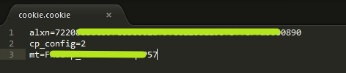 cookie.cookie
1 alxn=7220 0890
2 cp_config=2
3 mt=F 57